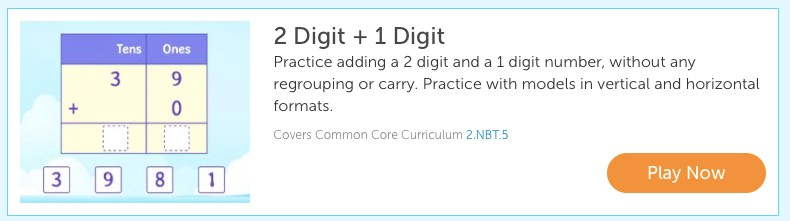 Tens Ones
3 9
+ 0
3 9 8 1
2 Digit + 1 Digit
Practice adding a 2 digit and a 1 digit number, without any
regrouping or carry. Practice with models in vertical and horizontal
formats.
Covers Common Core Curriculum 2.NBT.5
Play Now